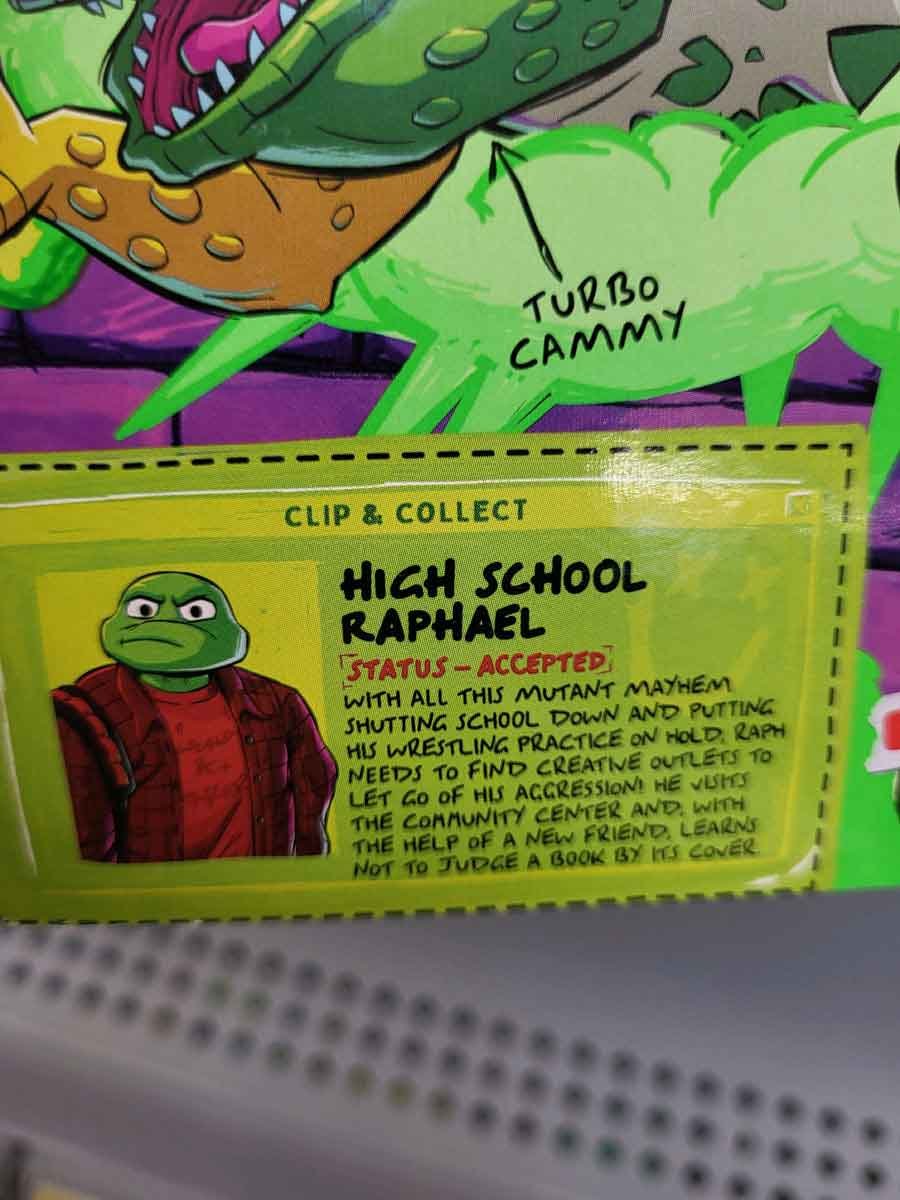 TURBO
CAMMY
CLIP & COLLECT
HIGH SCHOOL
RAPHAEL
STATUS – ACCEPTED
WITH ALL THIS MUTANT MAYHEM
SHUTTING SCHOOL DOWN AND PUTTING
HIS WRESTLING PRACTICE ON HOLD, RAPH
NEEDS TO FIND CREATIVE OUTLETS TO
LET GO OF HIS AGGRESSION! HE VISITS
THE COMMUNITY CENTER AND, WITH
THE HELP OF A NEW FRIEND, LEARNS
NOT TO JUDGE A BOOK BY ITS COVER.